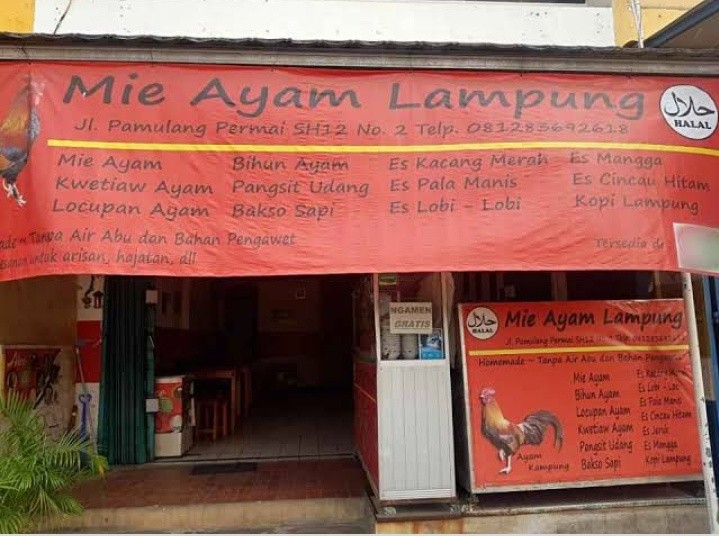 Mie Ayam Lampung
Jl. Pamulang Permai SH12 No. 2 Telp. 081283692618
حلال
HALAL
Mie Ayam Bihun Ayam Es Kacang Merah Es Mangga
Kwetiaw Ayam Pangsit Udang Es Pala Manis Es Cincau Hitam
Locupan Ayam Bakso Sapi Es Lobi - Lobi Kopi Lampung
Tanpa Air Abu dan Bahan Pengawet
untuk arisan, hajatan, dll
Tersedia
NGAMEN
GRATIS
حلال
HALAL
Mie Ayam Lampung
Jl. Pamulang Permai
Homemade - Tanpa Air Abu dan Bahan
Mie Ayam
Bihun Ayam Es Lobi -
Locupan Ayam Es Pala Manis
Kwetiaw Ayam Es Cincau Hitam
Pangsit Udang Es Jeruk
Bakso Sapi Es Mangga
Kopi Lampung
Ayam
Kampung